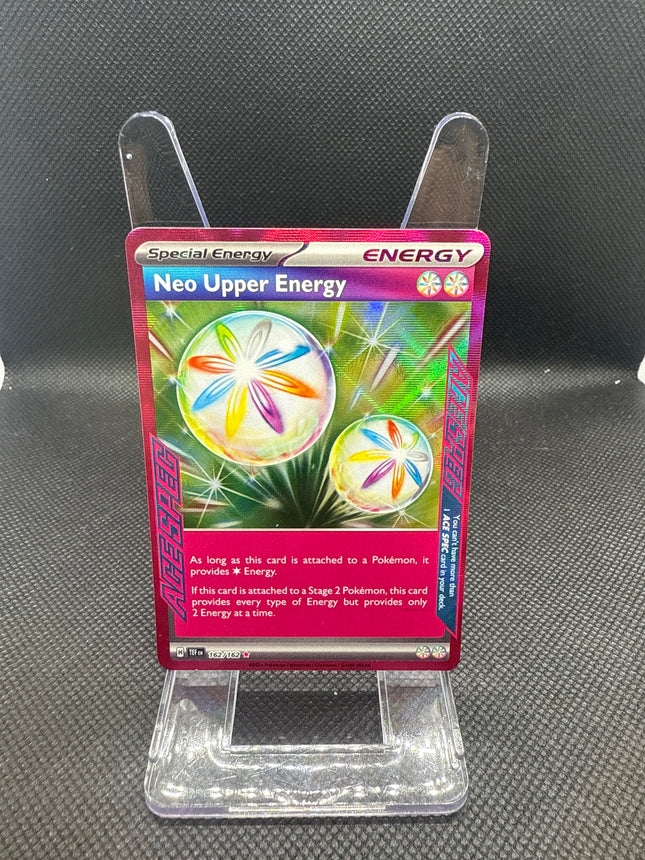 Special Energy
ENERGY
Neo Upper Energy
ACE SPEC
ACE SPEC
You can't have more than
1 ACE SPEC card in your deck.
As long as this card is attached to a Pokémon, it
provides Energy.
If this card is attached to a Stage 2 Pokémon, this card
provides every type of Energy but provides only
2 Energy at a time.
H TEF EN 162/162